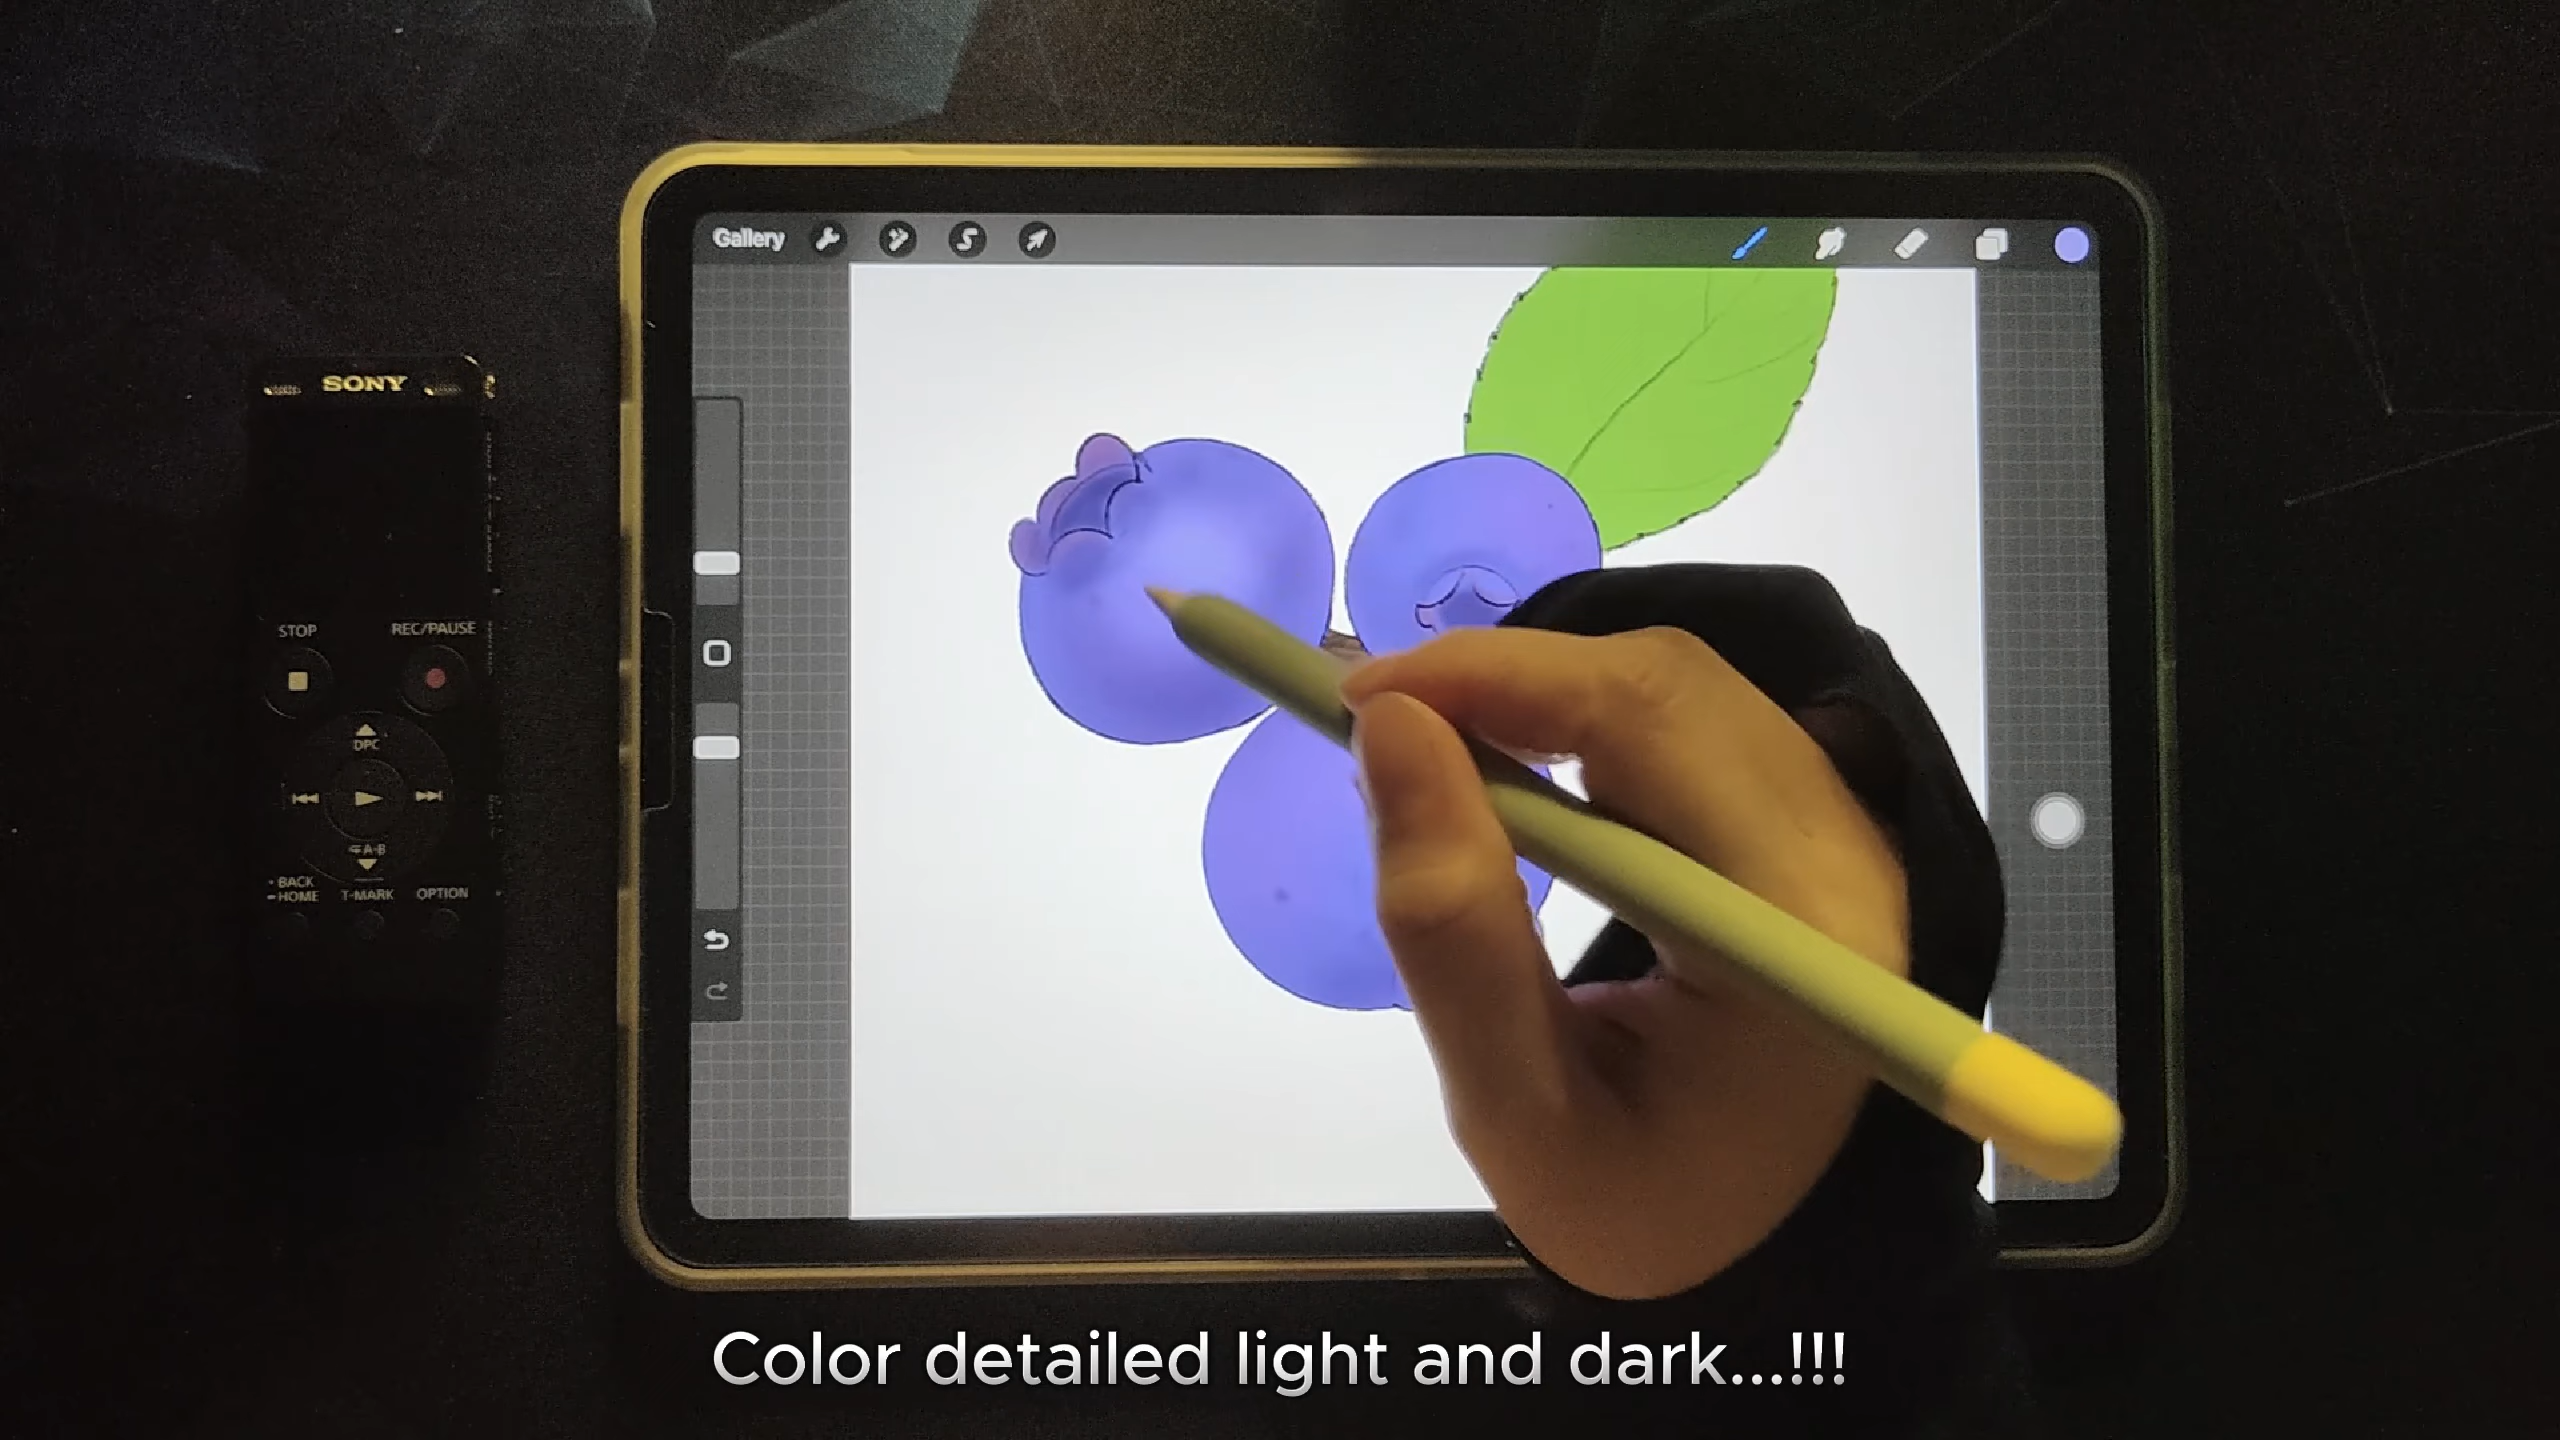 Gallery
SONY
STOP
REC/PAUSE
DPC
A-B
• BACK
– HOME
T-MARK
OPTION
Color detailed light and dark...!!!